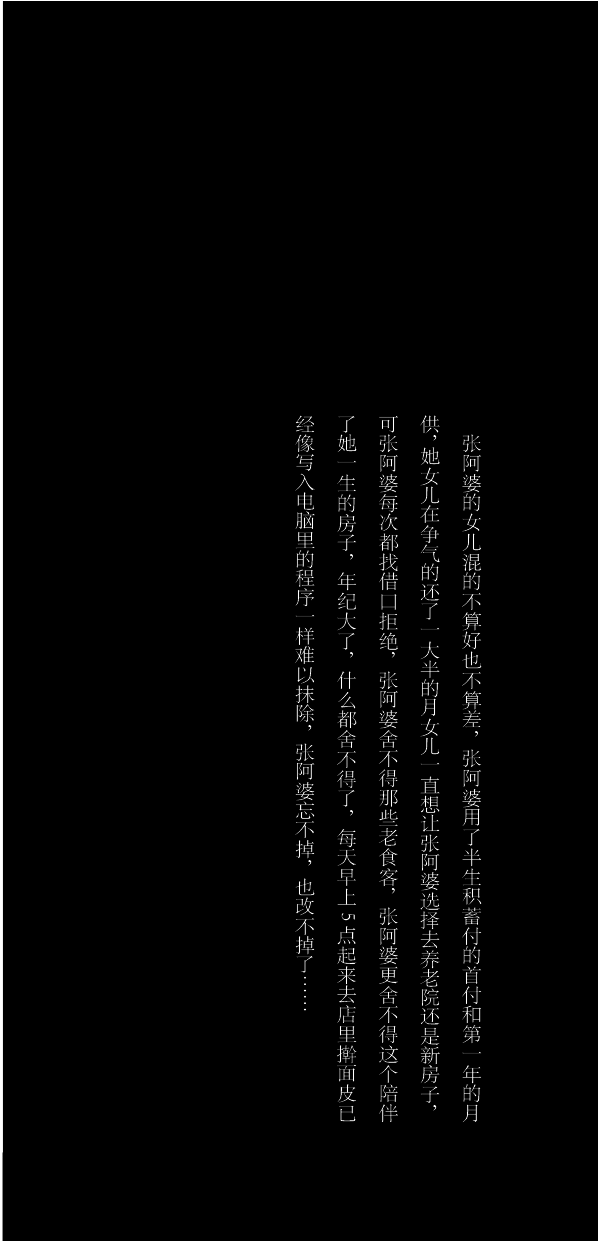 张阿婆的女儿混的不算好也不算差，张阿婆用了半生积蓄付的首付和第一年的月
供，她女儿在争气的还了一大半的月女儿一直想让张阿婆选择去养老院还是新房子，
可张阿婆每次都找借口拒绝，张阿婆舍不得那些老食客，张阿婆更舍不得这个陪伴
了她一生的房子，年纪大了，什么都舍不得了，每天早上5点起来去店里擀面皮已
经像写入电脑里的程序一样难以抹除，张阿婆忘不掉，也改不掉了……